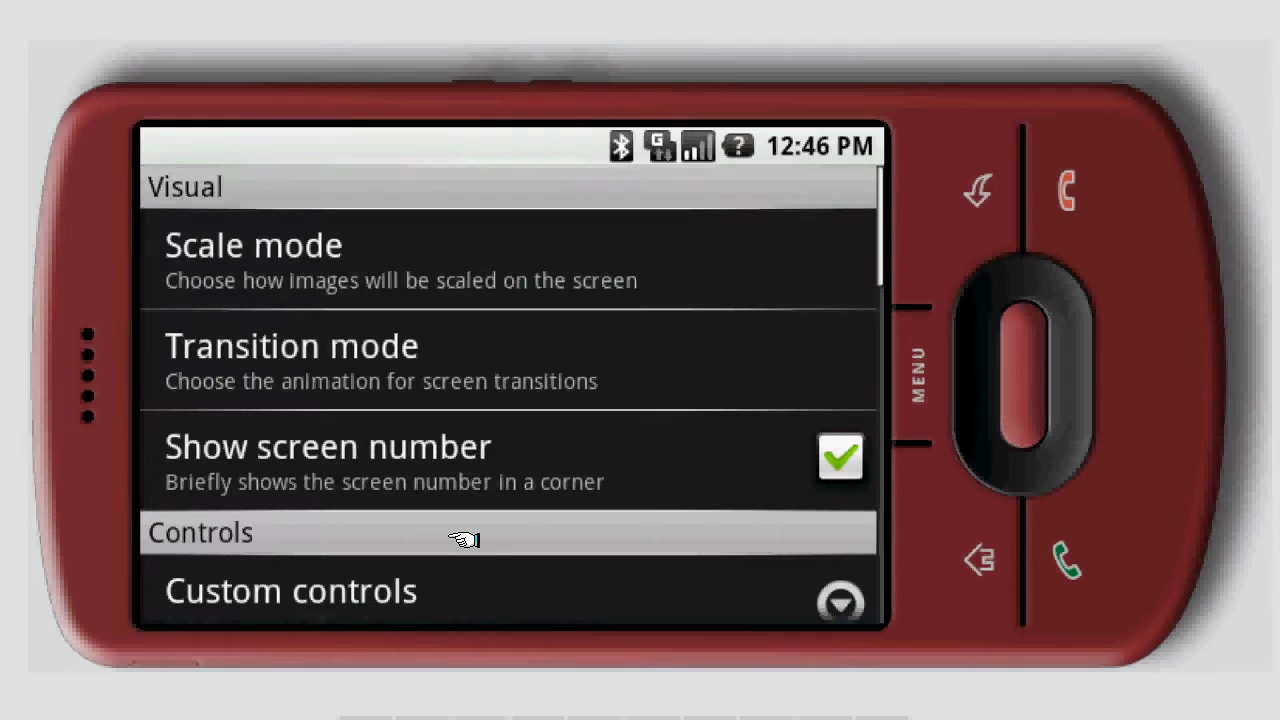 12:46 PM
Visual
Scale mode
Choose how images will be scaled on the screen
Transition mode
Choose the animation for screen transitions
Show screen number
Briefly shows the screen number in a corner
Controls
Custom controls
MENU